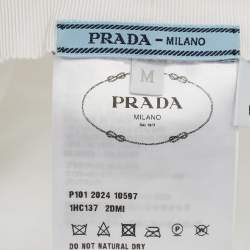 PRADA - MILANO
M
PRADA
MILANO
DAL 1913
P101 2024 10597
1HC137 2DMI
DO NOT NATURAL DRY